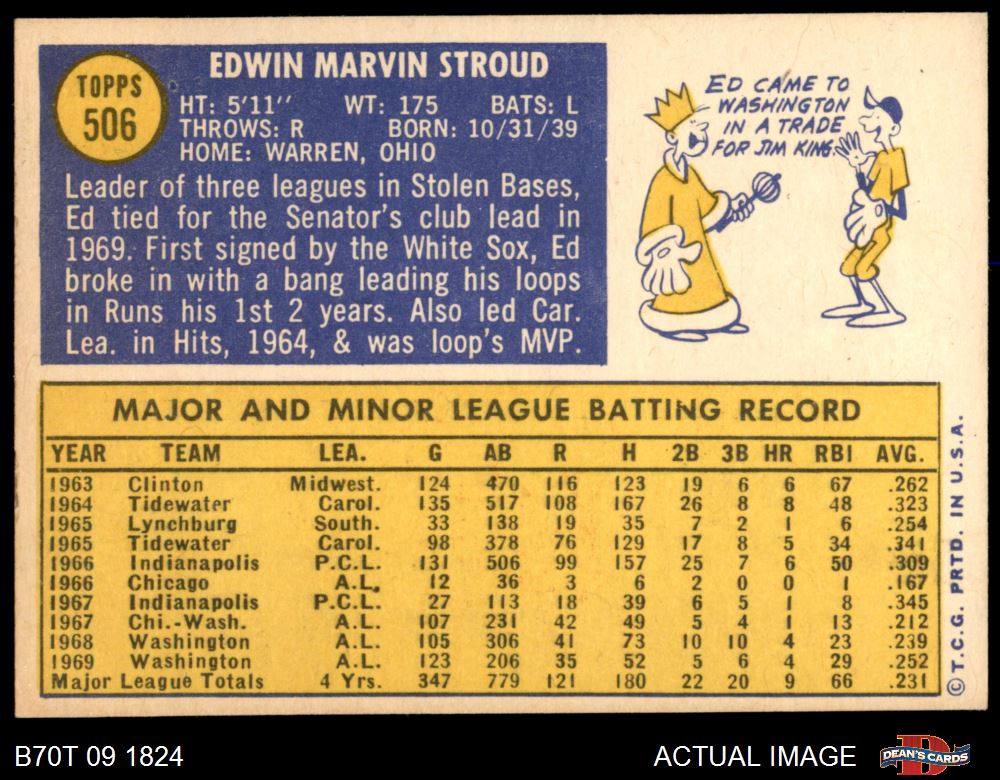 TOPPS
506
EDWIN MARVIN STROUD
HT: 5'11" WT: 175 BATS: L
THROWS: R BORN: 10/31/39
HOME: WARREN, OHIO
Leader of three leagues in Stolen Bases,
Ed tied for the Senator's club lead in
1969. First signed by the White Sox, Ed
broke in with a bang leading his loops
in Runs his 1st 2 years. Also led Car.
Lea. in Hits, 1964, & was loop's MVP.
ED CAME TO
WASHINGTON
IN A TRADE
FOR JIM KING.
MAJOR AND MINOR LEAGUE BATTING RECORD
YEAR TEAM LEA. G AB R H 2B 3B HR RBI AVG.
1963 Clinton Midwest. 124 470 116 123 19 6 6 67 .262
1964 Tidewater Carol. 135 517 108 167 26 8 8 48 .323
1965 Lynchburg South. 33 138 19 35 7 2 1 6 .254
1965 Tidewater Carol. 98 378 76 129 17 8 5 34 .341
1966 Indianapolis P.C.L. 131 506 99 157 25 7 6 50 .309
1966 Chicago A.L. 12 36 3 6 2 0 0 1 .167
1967 Indianapolis P.C.L. 27 113 18 39 6 5 1 8 .345
1967 Chi.-Wash. A.L. 107 231 42 49 5 4 1 13 .212
1968 Washington A.L. 105 306 41 73 10 10 4 23 .239
1969 Washington A.L. 123 206 35 52 5 6 4 29 .252
Major League Totals 4 Yrs. 347 779 121 180 22 20 9 66 .231
© T.C.G. PRTD. IN U.S.A.
B70T 09 1824
ACTUAL IMAGE
DEAN'S CARDS